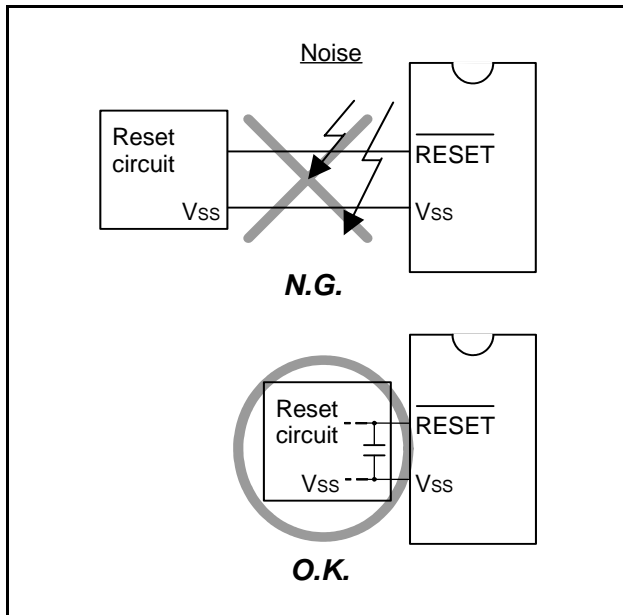 Noise
Reset
circuit
RESET
Vss
Vss
N.G.
Reset
circuit
RESET
Vss
Vss
O.K.